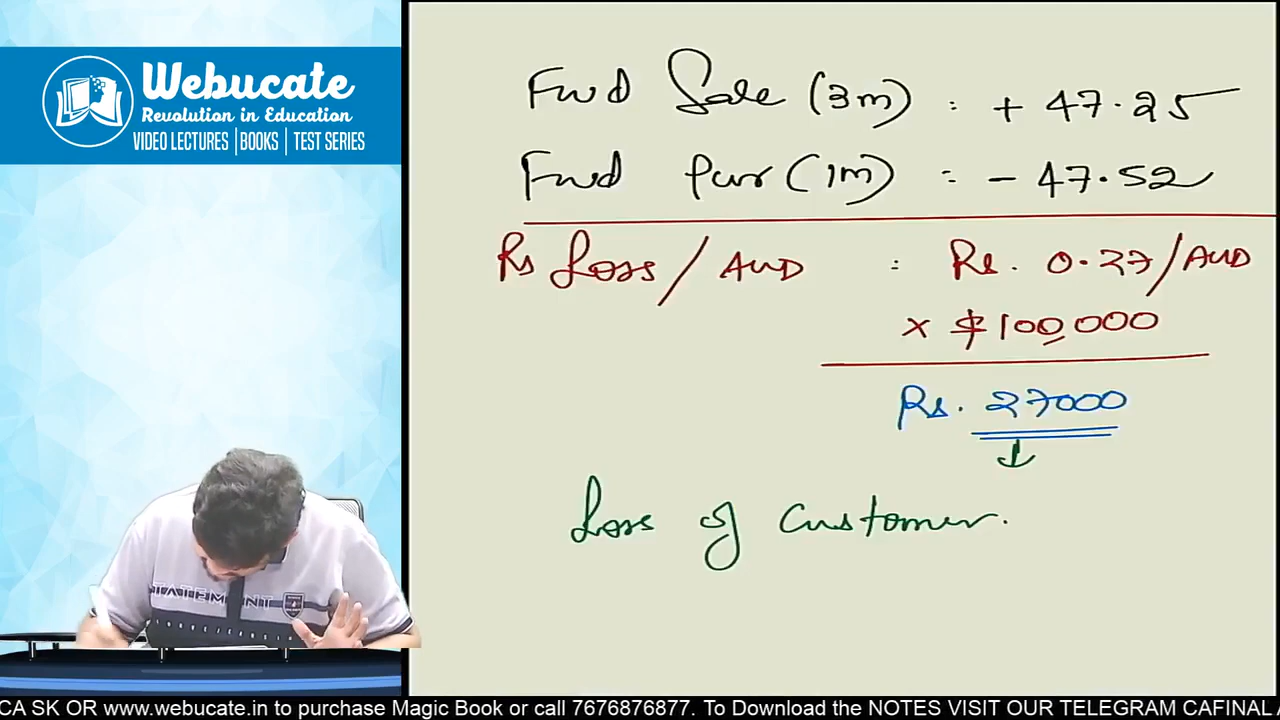 Webucate
Revolution in Education
VIDEO LECTURES | BOOKS | TEST SERIES
Fwd Sale (3m) : + 47.25
Fwd Pur (1m) : - 47.52
Rs Loss / AUD : Rs. 0.27/AUD
x $100,000
Rs. 27000
↓
Loss of customer.
STATEMENT
CA SK OR www.webucate.in to purchase Magic Book or call 7676876877. To Download the NOTES VISIT OUR TELEGRAM CAFINAL